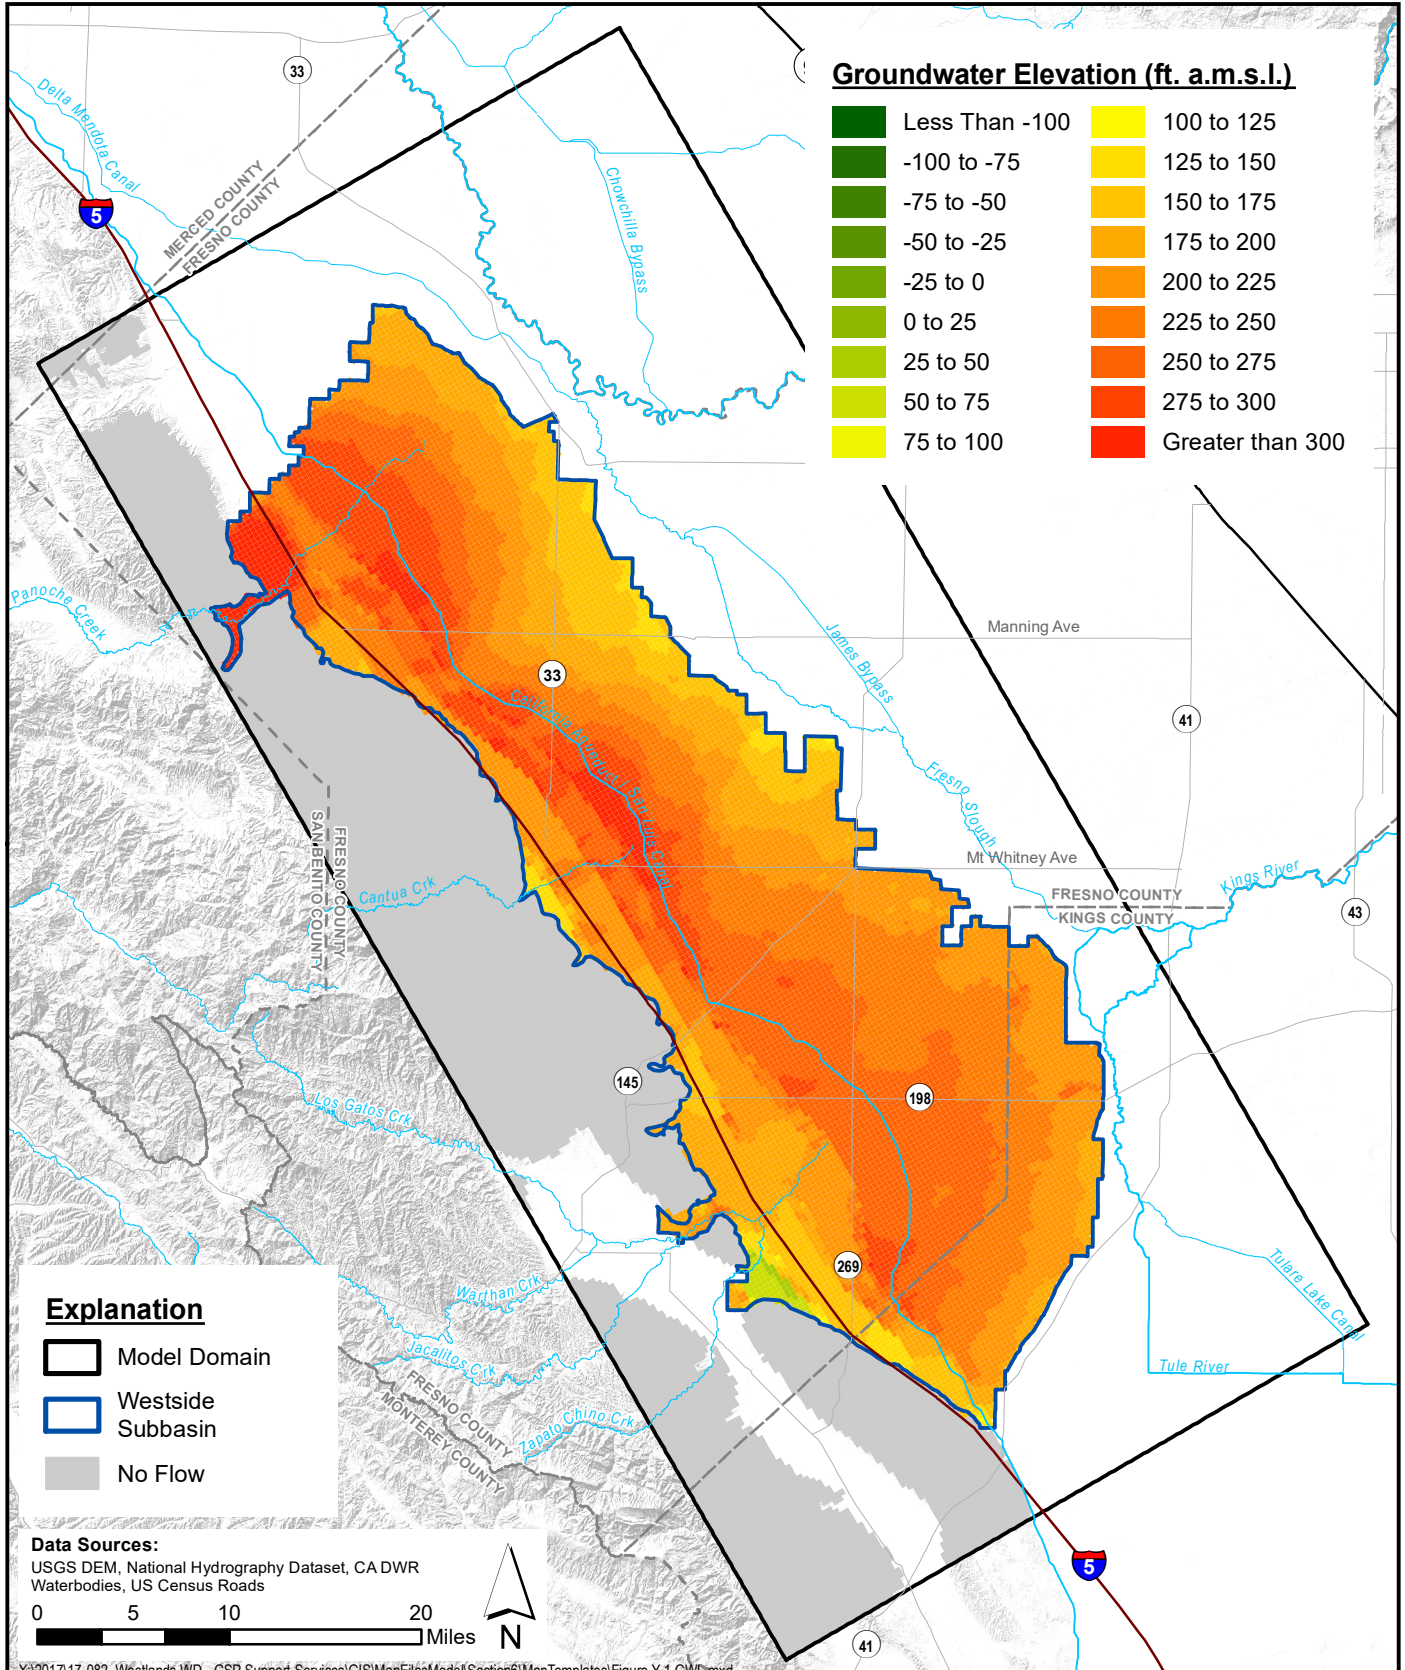 Groundwater Elevation (ft. a.m.s.l.)
Less Than -100
-100 to -75
-75 to -50
-50 to -25
-25 to 0
0 to 25
25 to 50
50 to 75
75 to 100
100 to 125
125 to 150
150 to 175
175 to 200
200 to 225
225 to 250
250 to 275
275 to 300
Greater than 300
33
Delta Mendota Canal
5
MERCED COUNTY
FRESNO COUNTY
Chowchilla Bypass
Panoche Creek
Manning Ave
James Bypass
33
41
California Aqueduct / San Luis Canal
Fresno Slough
SAN BENITO COUNTY
FRESNO COUNTY
Mt Whitney Ave
Cantua Crk
FRESNO COUNTY
KINGS COUNTY
Kings River
43
145
198
Los Gatos Crk
269
Tulare Lake Canal
Warthan Crk
Jacalitos Crk
Tule River
FRESNO COUNTY
MONTEREY COUNTY
Zapato Chino Crk
5
41
Explanation
Model Domain
Westside
Subbasin
No Flow
Data Sources:
USGS DEM, National Hydrography Dataset, CA DWR
Waterbodies, US Census Roads
0 5 10 20
Miles
N